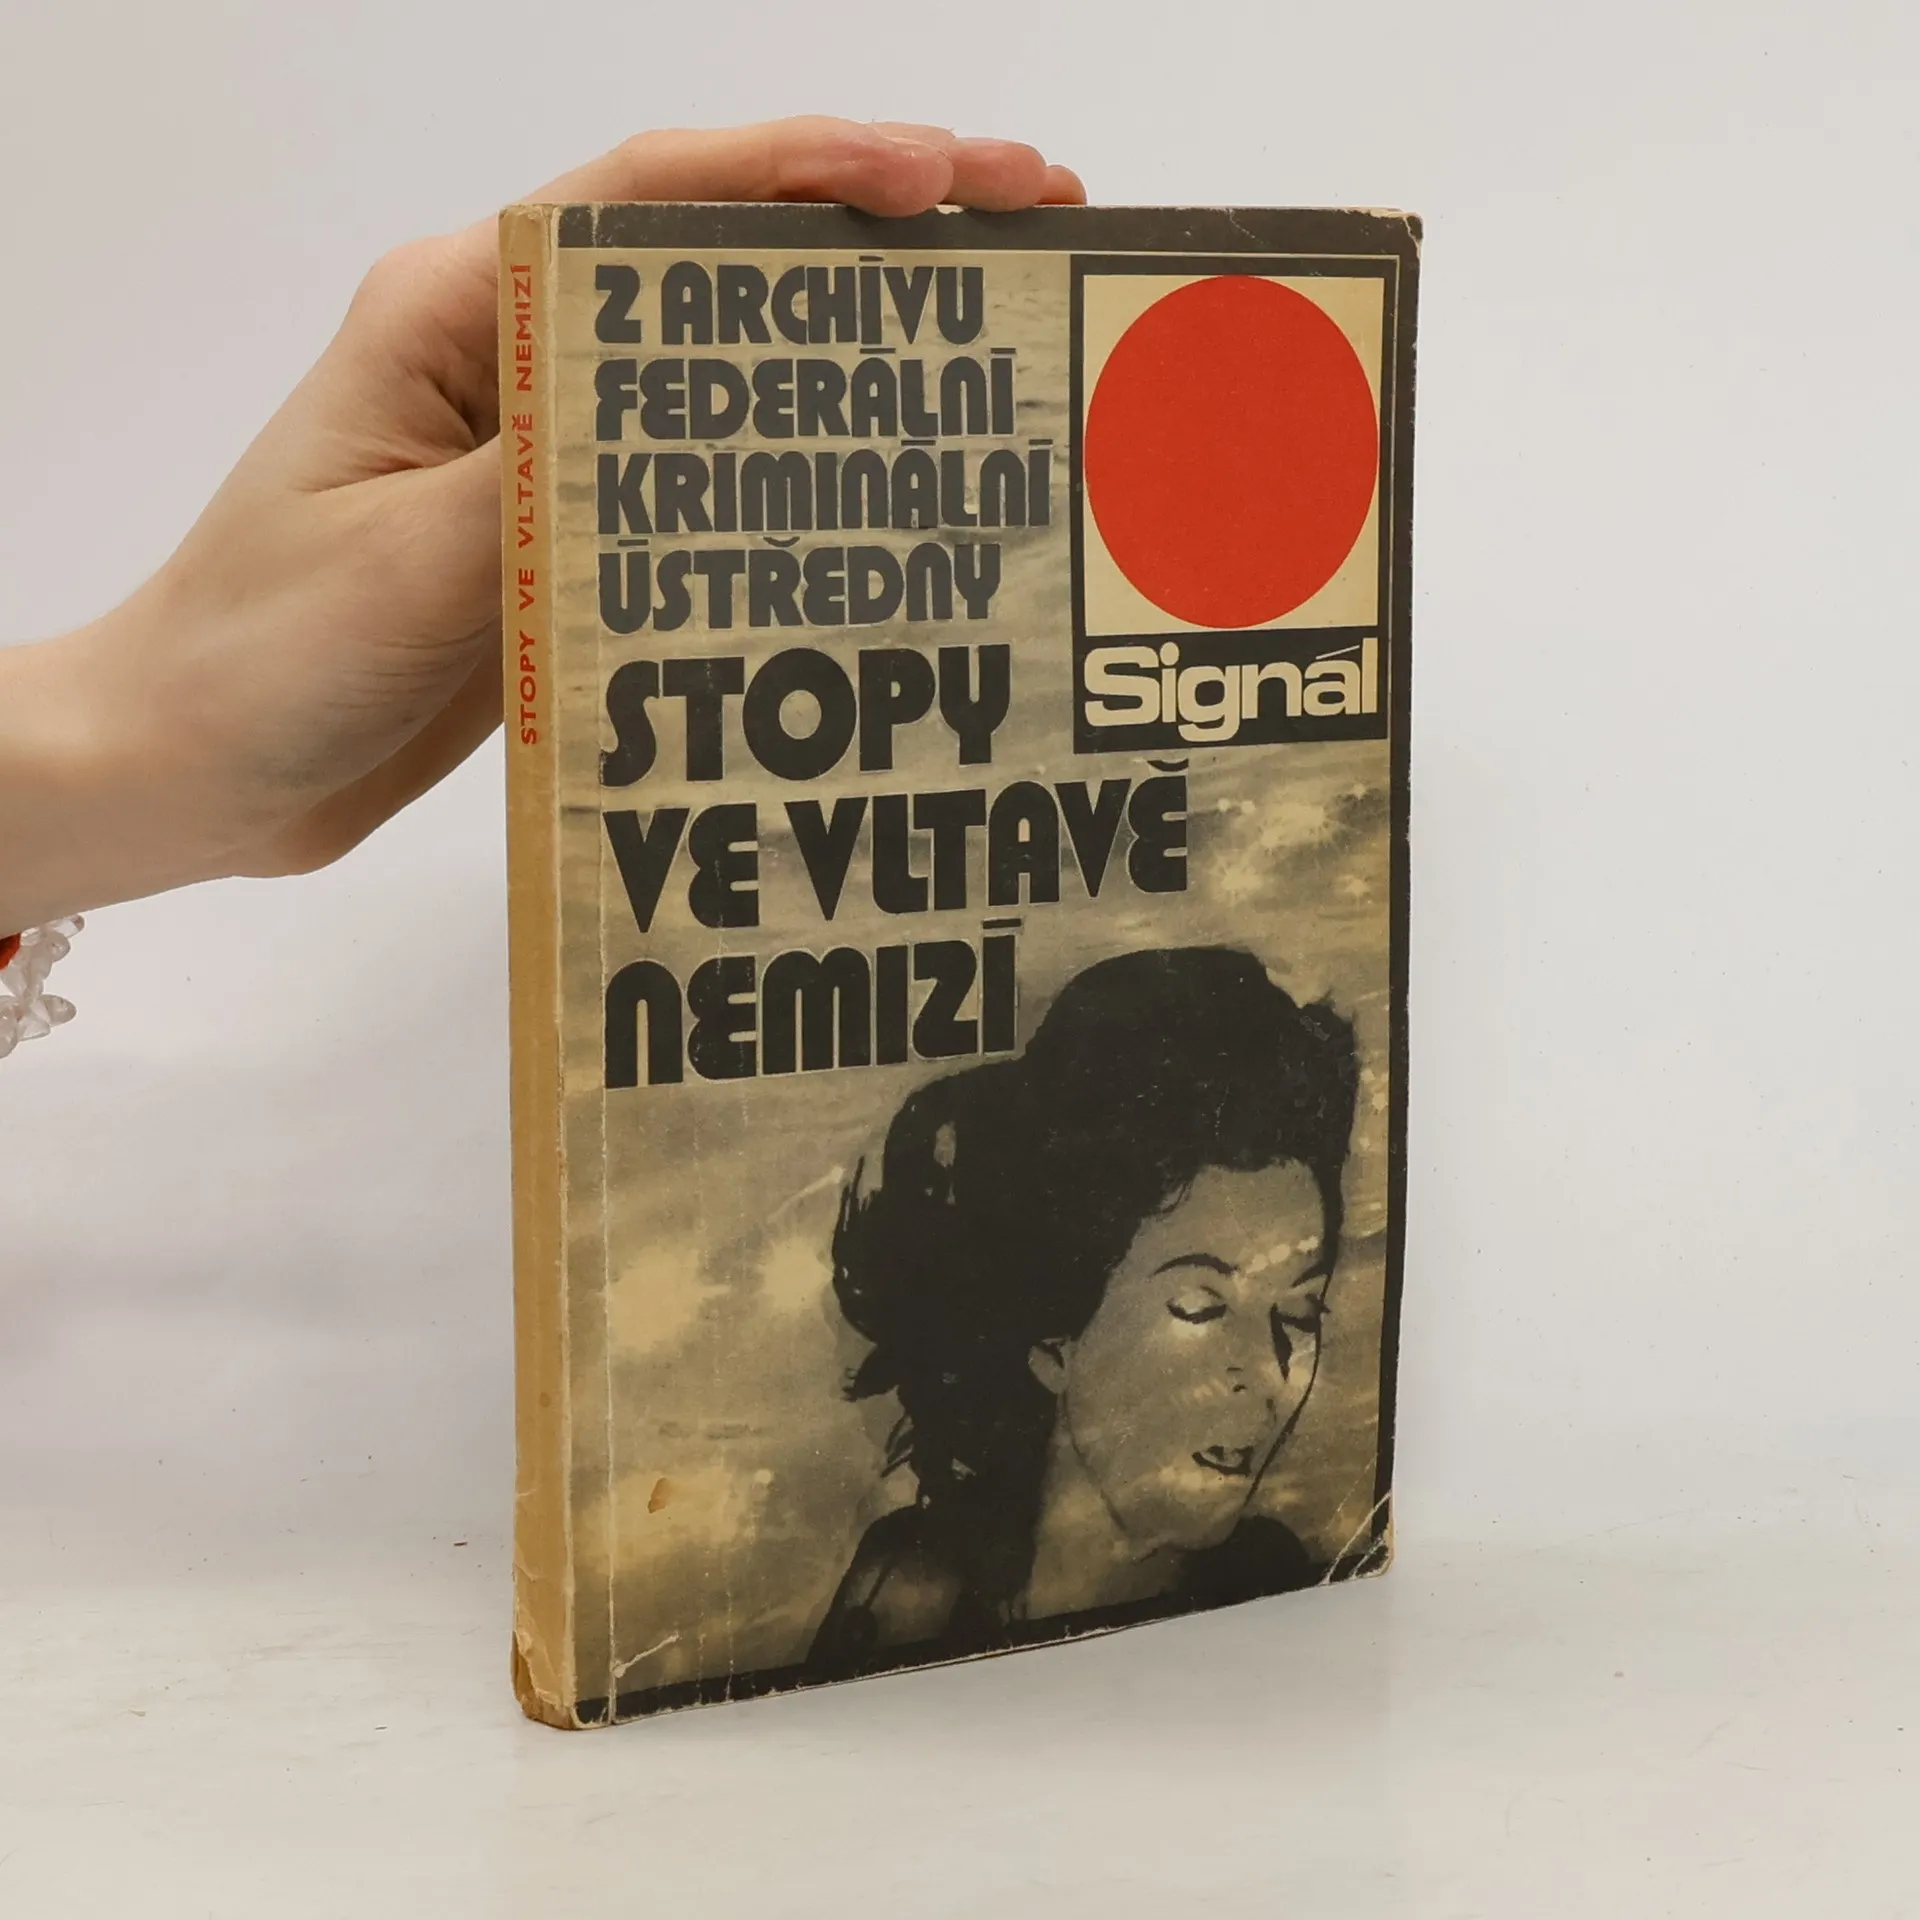 STOPY VE VLTAVĚ NEMIZÍ
Z ARCHÍVU
FEDERÁLNÍ
KRIMINÁLNÍ
ÚSTŘEDNY
STOPY
VE VLTAVĚ
NEMIZÍ
Signál